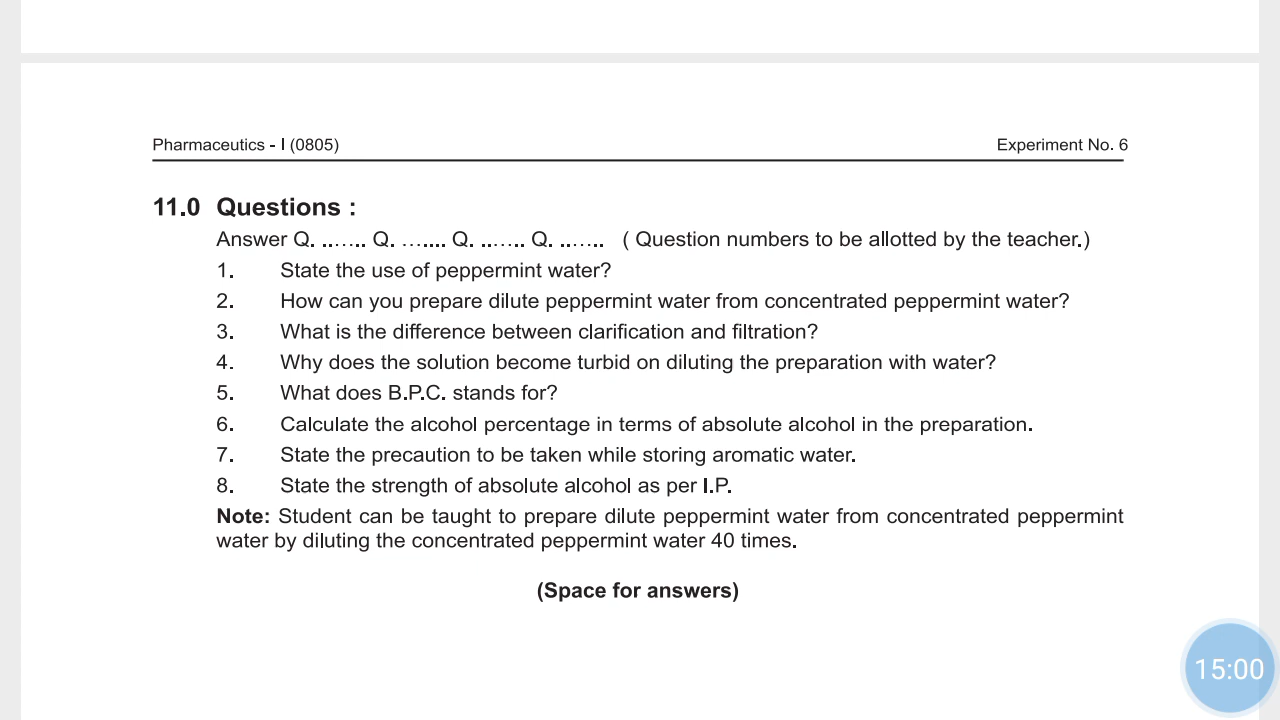 Pharmaceutics - I (0805) Experiment No. 6
11.0 Questions :
Answer Q. ........ Q. ........ Q. ........ Q. ........ ( Question numbers to be allotted by the teacher.)
1. State the use of peppermint water?
2. How can you prepare dilute peppermint water from concentrated peppermint water?
3. What is the difference between clarification and filtration?
4. Why does the solution become turbid on diluting the preparation with water?
5. What does B.P.C. stands for?
6. Calculate the alcohol percentage in terms of absolute alcohol in the preparation.
7. State the precaution to be taken while storing aromatic water.
8. State the strength of absolute alcohol as per I.P.
Note: Student can be taught to prepare dilute peppermint water from concentrated peppermint
water by diluting the concentrated peppermint water 40 times.
(Space for answers)
15:00